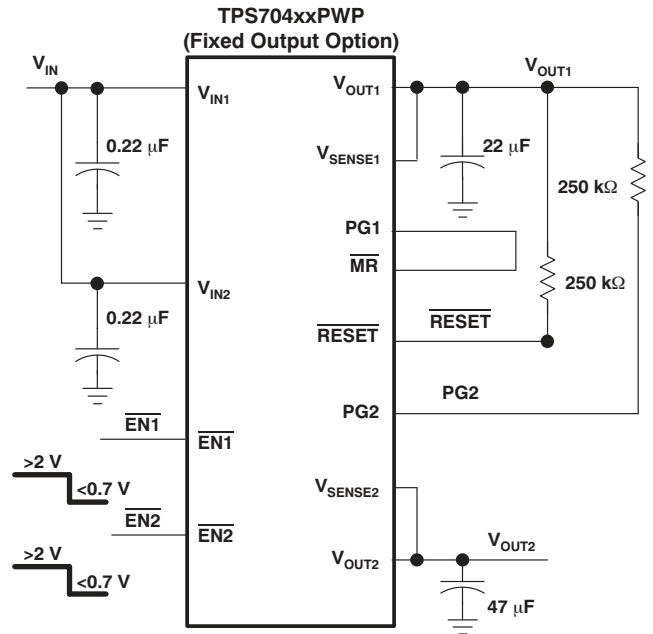 TPS704xxPWP
(Fixed Output Option)
VIN
VIN1
0.22 μF
VIN2
0.22 μF
EN1
EN1
>2 V
<0.7 V
EN2
EN2
>2 V
<0.7 V
VOUT1
VOUT1
VSENSE1
22 μF
250 kΩ
PG1
MR
250 kΩ
RESET
RESET
PG2
PG2
VSENSE2
VOUT2
VOUT2
47 μF